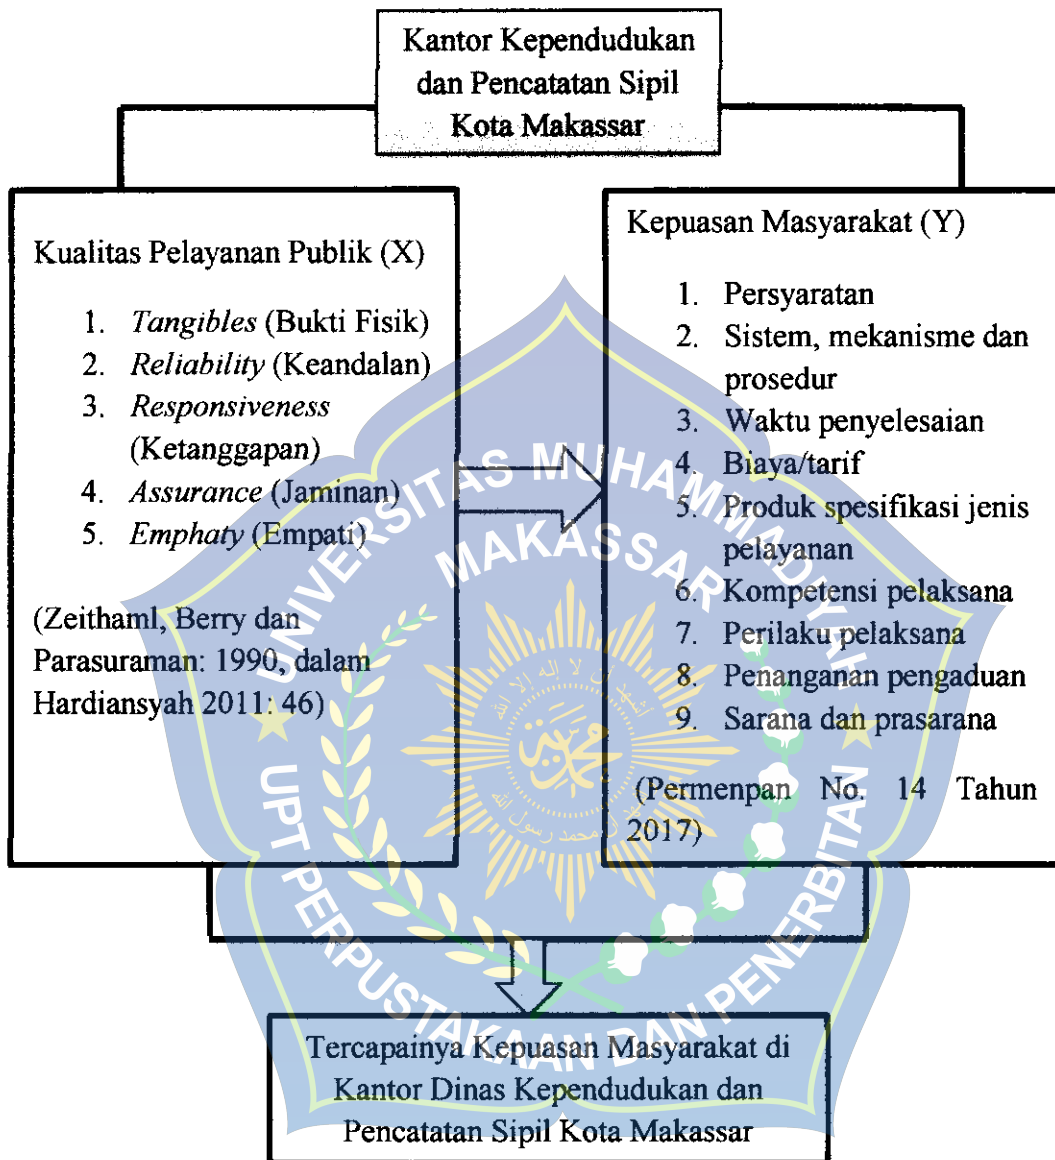 Kantor Kependudukan
dan Pencatatan Sipil
Kota Makassar
Kualitas Pelayanan Publik (X)
1. Tangibles (Bukti Fisik)
2. Reliability (Keandalan)
3. Responsiveness
(Ketanggapan)
4. Assurance (Jaminan)
5. Emphaty (Empati)
(Zeithaml, Berry dan
Parasuraman: 1990, dalam
Hardiansyah 2011: 46)
Kepuasan Masyarakat (Y)
1. Persyaratan
2. Sistem, mekanisme dan
prosedur
3. Waktu penyelesaian
4. Biaya/tarif
5. Produk spesifikasi jenis
pelayanan
6. Kompetensi pelaksana
7. Perilaku pelaksana
8. Penanganan pengaduan
9. Sarana dan prasarana
(Permenpan No. 14 Tahun
2017)
Tercapainya Kepuasan Masyarakat di
Kantor Dinas Kependudukan dan
Pencatatan Sipil Kota Makassar
UNIVERSITAS MUHAMMADIYAH
MAKASSAR
UPT PERPUSTAKAAN DAN PENERBITAN